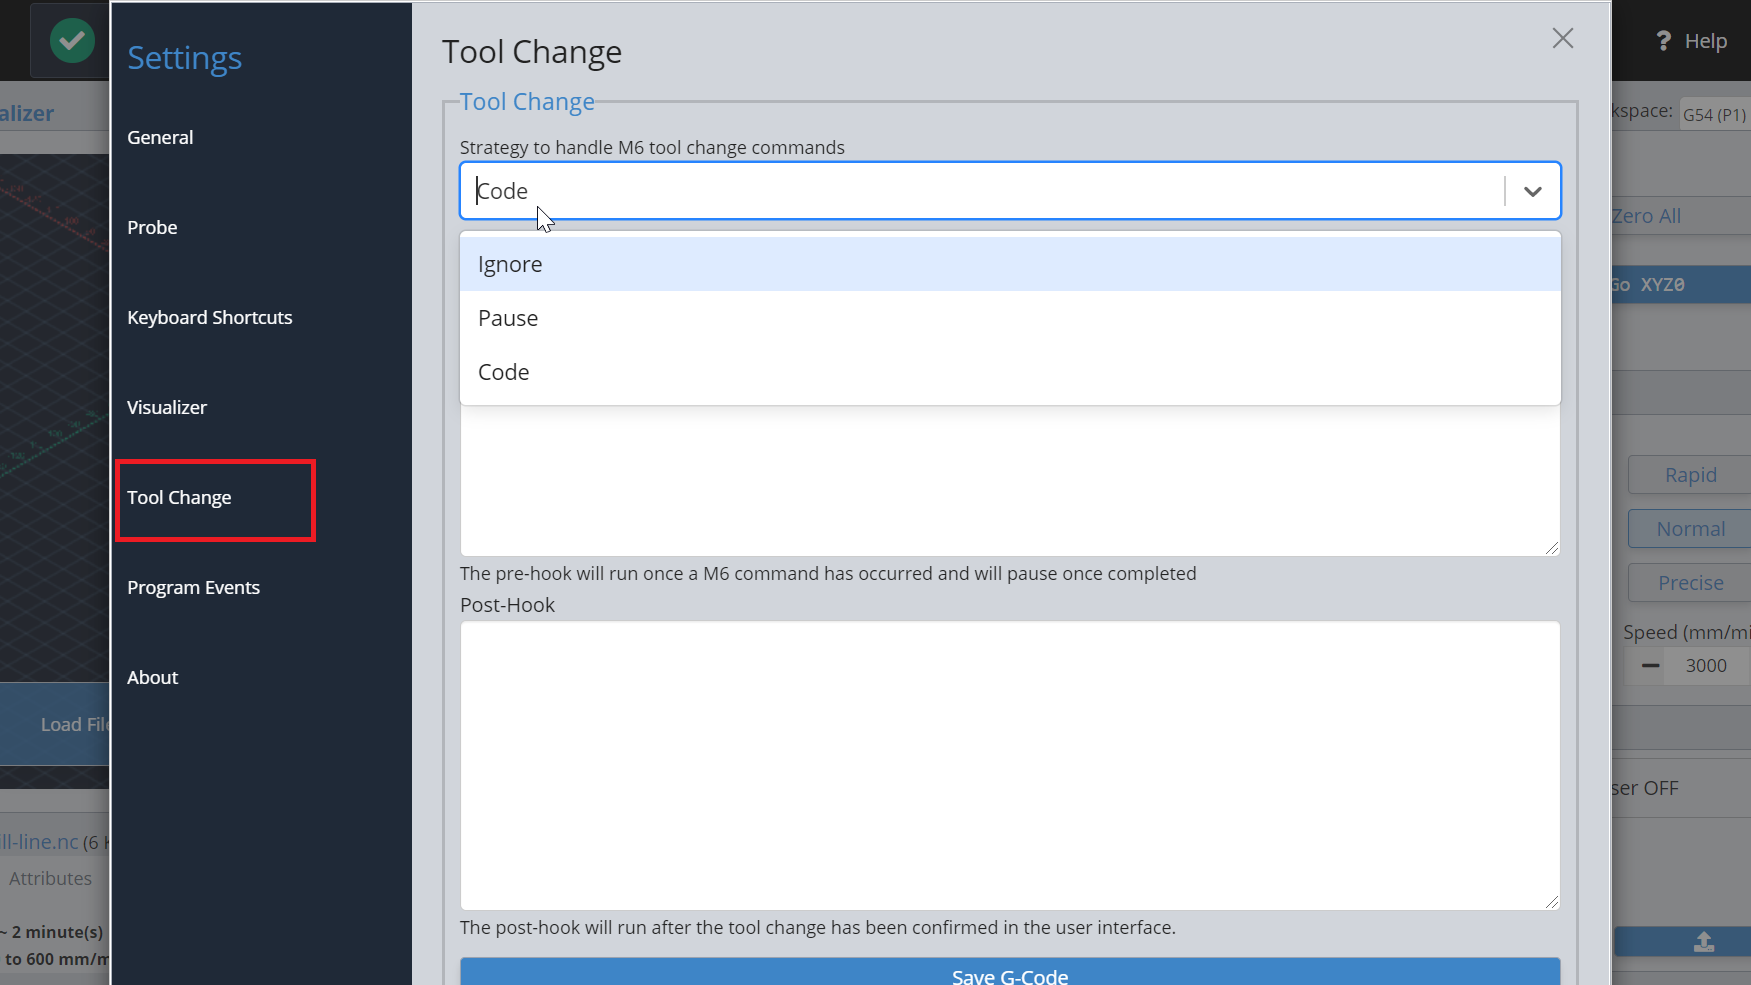 Settings
General
Probe
Keyboard Shortcuts
Visualizer
Tool Change
Program Events
About
Tool Change
Tool Change
Strategy to handle M6 tool change commands
Code
Ignore
Pause
Code
The pre-hook will run once a M6 command has occurred and will pause once completed
Post-Hook
The post-hook will run after the tool change has been confirmed in the user interface.
Save G-Code
alizer
Load File
ill-line.nc (6 K
Attributes
~ 2 minute(s)
to 600 mm/m
? Help
kspace: G54 (P1)
Zero All
Go XYZ0
Rapid
Normal
Precise
Speed (mm/mi
3000
ser OFF